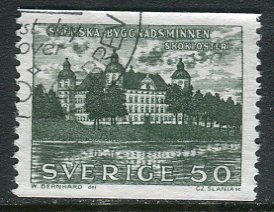 SVENSKA BYGGNADSMINNEN
SKOKLOSTER
SVERIGE 50
W. BERNHARD del
CZ. SLANIA sc